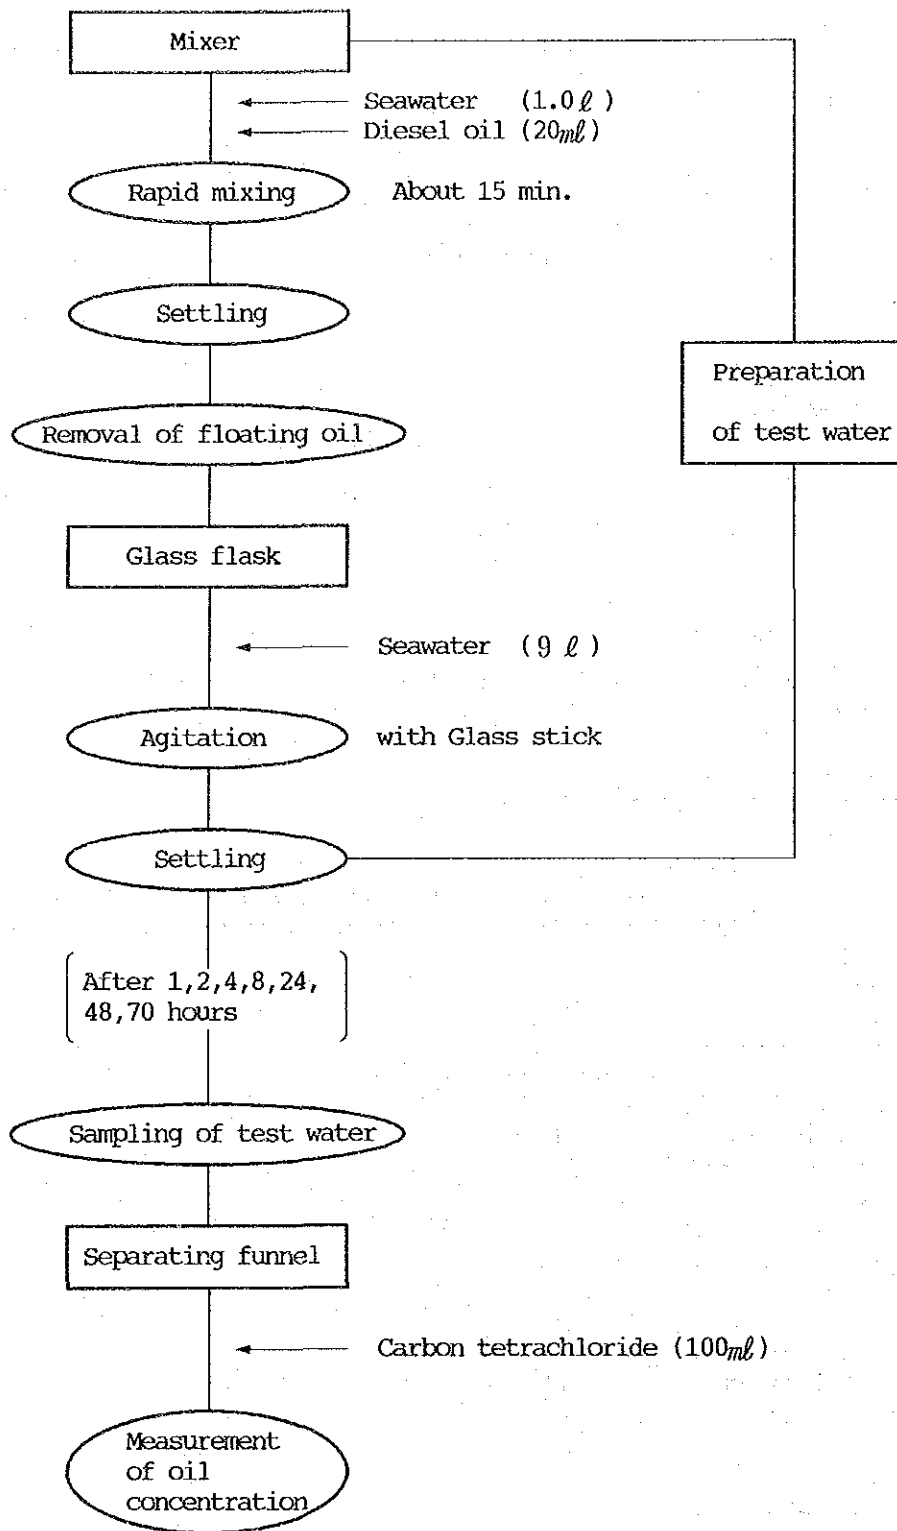 Mixer
Seawater (1.0ℓ)
Diesel oil (20mℓ)
Rapid mixing About 15 min.
Settling
Preparation
of test water
Removal of floating oil
Glass flask
Seawater (9 ℓ)
Agitation with Glass stick
Settling
After 1,2,4,8,24,
48,70 hours
Sampling of test water
Separating funnel
Carbon tetrachloride (100mℓ)
Measurement
of oil
concentration